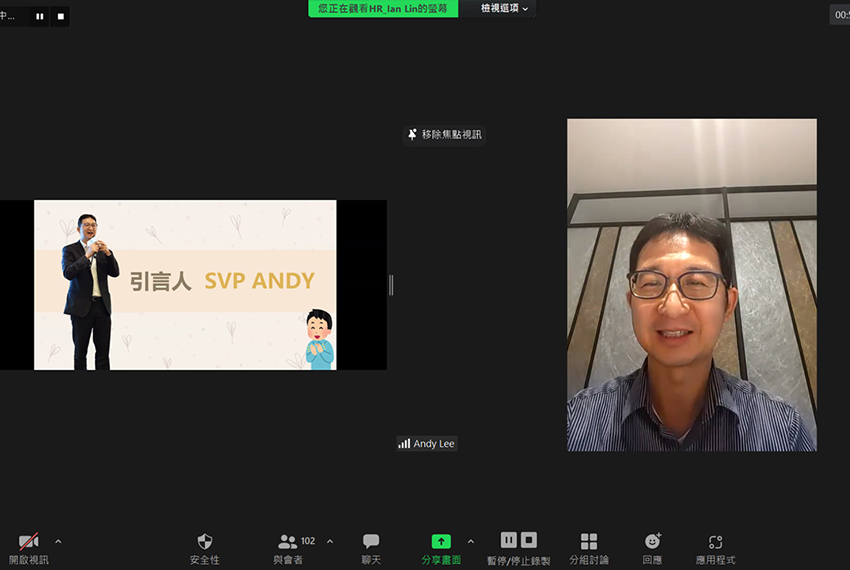 中...
您正在觀看HR_Ian Lin的螢幕
檢視選項
移除焦點視訊
引言人 SVP ANDY
Andy Lee
開啟視訊
安全性
102
與會者
聊天
分享畫面
暫停/停止錄製
分組討論
回應
應用程式